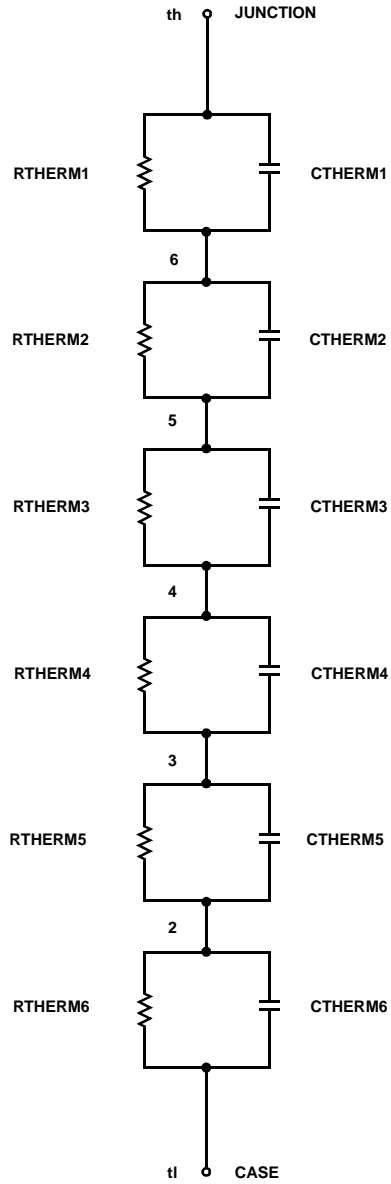 th JUNCTION
RTHERM1 CTHERM1
6
RTHERM2 CTHERM2
5
RTHERM3 CTHERM3
4
RTHERM4 CTHERM4
3
RTHERM5 CTHERM5
2
RTHERM6 CTHERM6
tl CASE